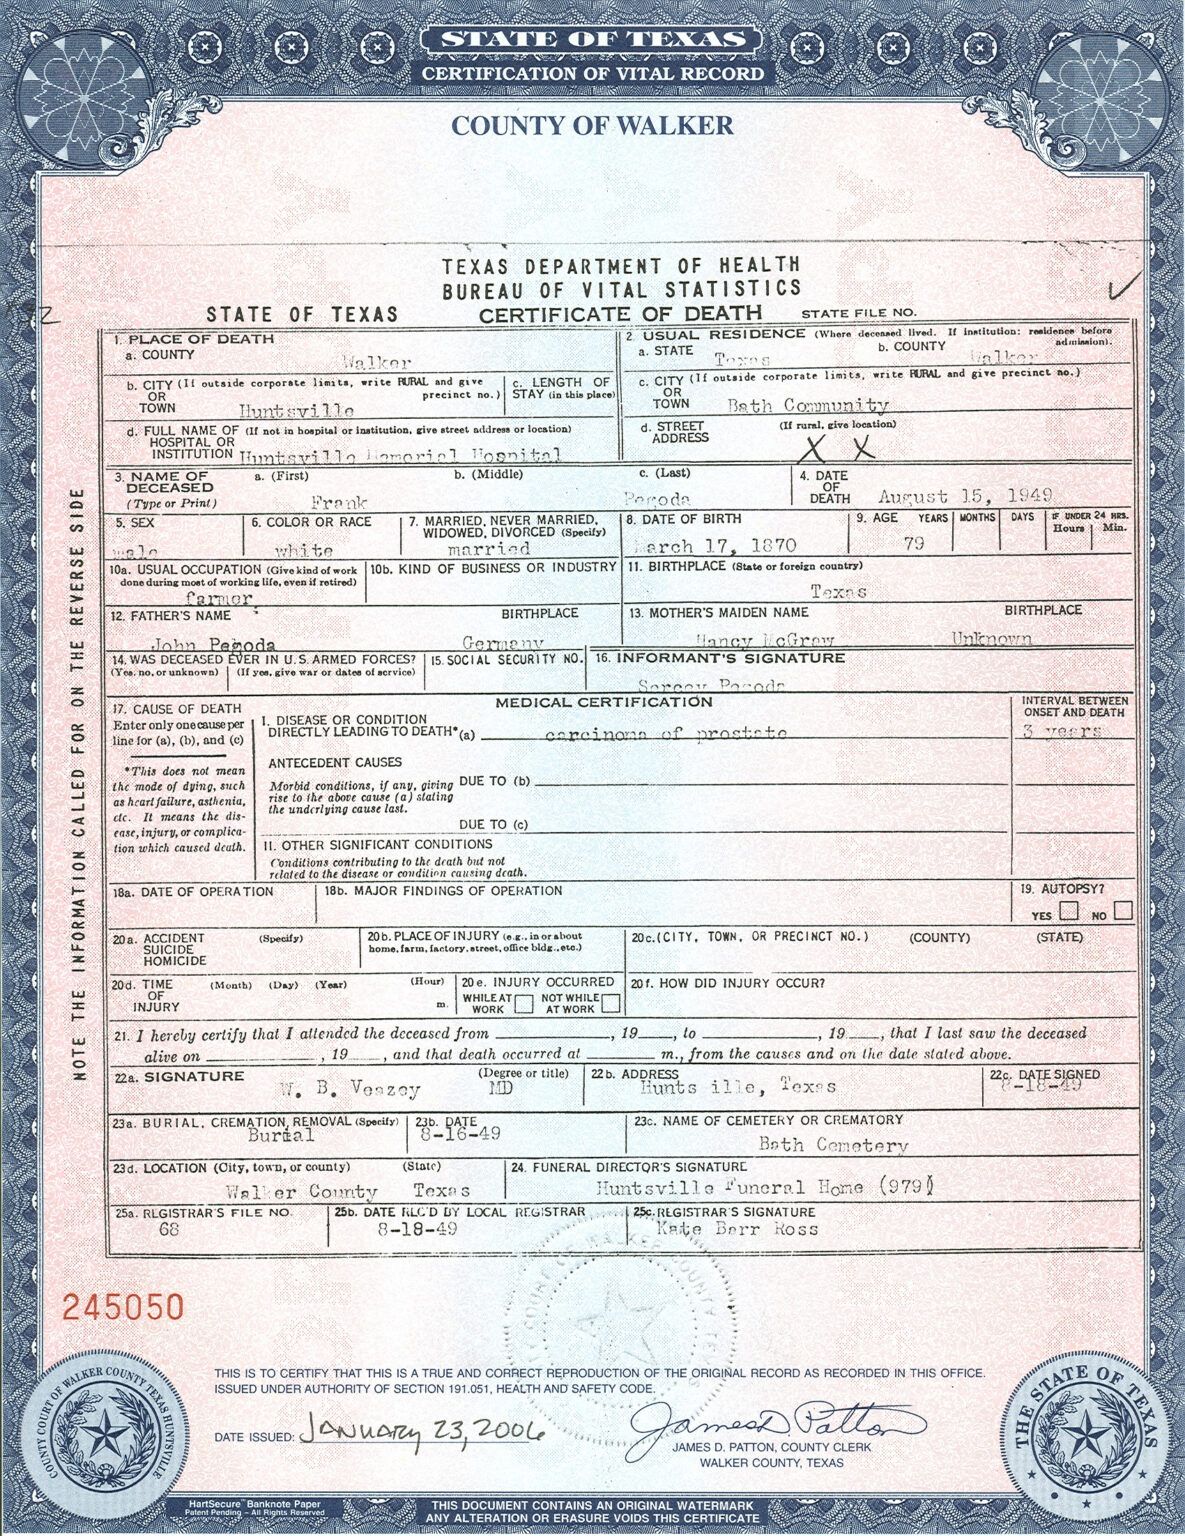 STATE OF TEXAS
CERTIFICATION OF VITAL RECORD
COUNTY OF WALKER
TEXAS DEPARTMENT OF HEALTH
BUREAU OF VITAL STATISTICS
STATE OF TEXAS CERTIFICATE OF DEATH STATE FILE NO.
1. PLACE OF DEATH
a. COUNTY Walker
2. USUAL RESIDENCE (Where deceased lived. If institution: residence before admission).
a. STATE Texas b. COUNTY Walker
b. CITY (If outside corporate limits, write RURAL and give precinct no.)
OR
TOWN Huntsville
c. LENGTH OF
STAY (in this place)
c. CITY (If outside corporate limits, write RURAL and give precinct no.)
OR
TOWN Bath Community
d. FULL NAME OF (If not in hospital or institution, give street address or location)
HOSPITAL OR
INSTITUTION Huntsville Memorial Hospital
d. STREET (If rural, give location)
ADDRESS X X
3. NAME OF DECEASED (Type or Print)
a. (First) b. (Middle) c. (Last)
Frank Pegoda
4. DATE OF DEATH August 15, 1949
5. SEX
male
6. COLOR OR RACE
white
7. MARRIED, NEVER MARRIED, WIDOWED, DIVORCED (Specify)
married
8. DATE OF BIRTH
arch 17, 1870
9. AGE YEARS MONTHS DAYS IF UNDER 24 HRS. Hours Min.
79
10a. USUAL OCCUPATION (Give kind of work done during most of working life, even if retired)
farmer
10b. KIND OF BUSINESS OR INDUSTRY
11. BIRTHPLACE (State or foreign country)
Texas
12. FATHER'S NAME BIRTHPLACE
John Pegoda Germany
13. MOTHER'S MAIDEN NAME BIRTHPLACE
Nancy McGraw Unknown
14. WAS DECEASED EVER IN U.S. ARMED FORCES?
(Yes, no, or unknown) (If yes, give war or dates of service)
15. SOCIAL SECURITY NO.
16. INFORMANT'S SIGNATURE
Pegoda
MEDICAL CERTIFICATION
17. CAUSE OF DEATH
Enter only one cause per
line for (a), (b), and (c)
*This does not mean
the mode of dying, such
as heart failure, asthenia,
etc. It means the dis-
ease, injury, or complica-
tion which caused death.
I. DISEASE OR CONDITION
DIRECTLY LEADING TO DEATH*(a) carcinoma of prostate
INTERVAL BETWEEN
ONSET AND DEATH
3 years
ANTECEDENT CAUSES
Morbid conditions, if any, giving
rise to the above cause (a) stating
the underlying cause last.
DUE TO (b)
DUE TO (c)
II. OTHER SIGNIFICANT CONDITIONS
Conditions contributing to the death but not
related to the disease or condition causing death.
18a. DATE OF OPERATION
18b. MAJOR FINDINGS OF OPERATION
19. AUTOPSY?
YES NO
20a. ACCIDENT (Specify)
SUICIDE
HOMICIDE
20b. PLACE OF INJURY (e.g., in or about
home, farm, factory, street, office bldg., etc.)
20c. (CITY, TOWN, OR PRECINCT NO.) (COUNTY) (STATE)
20d. TIME (Month) (Day) (Year) (Hour)
OF
INJURY m.
20e. INJURY OCCURRED
WHILE AT WORK NOT WHILE AT WORK
20f. HOW DID INJURY OCCUR?
21. I hereby certify that I attended the deceased from , 19 , to , 19 , that I last saw the deceased
alive on , 19 , and that death occurred at m., from the causes and on the date stated above.
22a. SIGNATURE (Degree or title)
W. B. Veazey MD
22b. ADDRESS
Hunts ille, Texas
22c. DATE SIGNED
8-18-49
23a. BURIAL, CREMATION, REMOVAL (Specify)
Burial
23b. DATE
8-16-49
23c. NAME OF CEMETERY OR CREMATORY
Bath Cemetery
23d. LOCATION (City, town, or county) (State)
Walker County Texas
24. FUNERAL DIRECTOR'S SIGNATURE
Huntsville Funeral Home (979)
25a. REGISTRAR'S FILE NO.
68
25b. DATE REC'D BY LOCAL REGISTRAR
8-18-49
25c. REGISTRAR'S SIGNATURE
Kate Barr Ross
NOTE THE INFORMATION CALLED FOR ON THE REVERSE SIDE
245050
THIS IS TO CERTIFY THAT THIS IS A TRUE AND CORRECT REPRODUCTION OF THE ORIGINAL RECORD AS RECORDED IN THIS OFFICE.
ISSUED UNDER AUTHORITY OF SECTION 191.051, HEALTH AND SAFETY CODE.
DATE ISSUED: JANUARY 23, 2006
James D. Patton
JAMES D. PATTON, COUNTY CLERK
WALKER COUNTY, TEXAS
COUNTY COURT OF WALKER COUNTY TEXAS HUNTSVILLE
THE STATE OF TEXAS
HartSecure™ Banknote Paper
Patent Pending – All Rights Reserved
THIS DOCUMENT CONTAINS AN ORIGINAL WATERMARK
ANY ALTERATION OR ERASURE VOIDS THIS CERTIFICATE